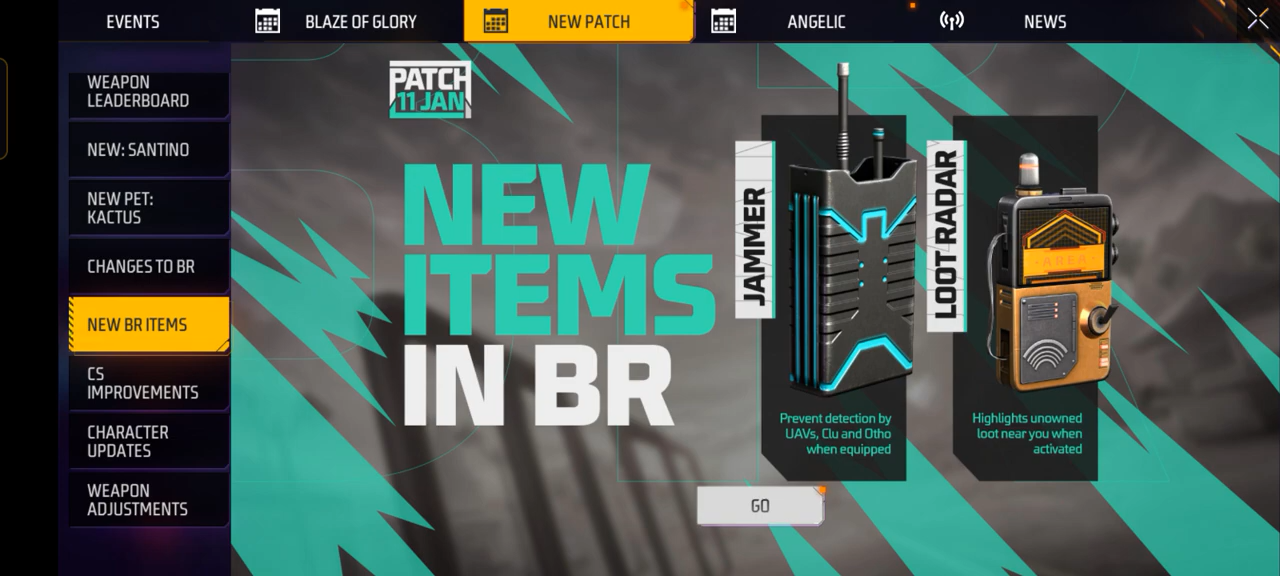 EVENTS
BLAZE OF GLORY
NEW PATCH
ANGELIC
NEWS
WEAPON
LEADERBOARD
NEW: SANTINO
NEW PET:
KACTUS
CHANGES TO BR
NEW BR ITEMS
CS
IMPROVEMENTS
CHARACTER
UPDATES
WEAPON
ADJUSTMENTS
PATCH
11 JAN
NEW
ITEMS
IN BR
JAMMER
Prevent detection by
UAVs, Clu and Otho
when equipped
LOOT RADAR
AREA
Highlights unowned
loot near you when
activated
GO